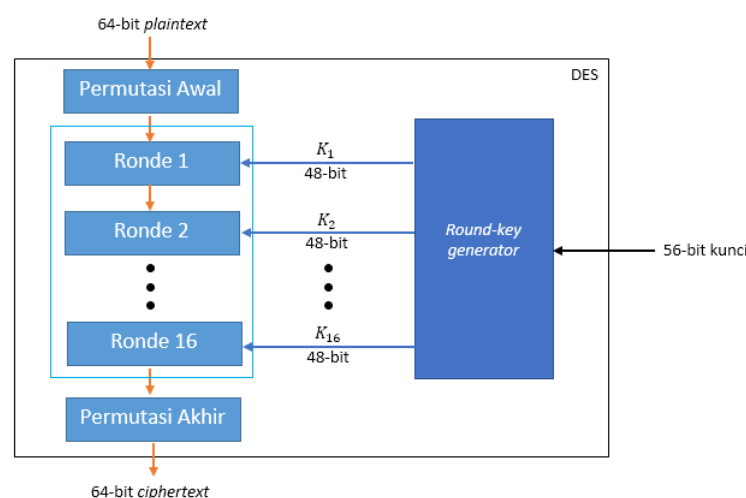 64-bit plaintext
DES
Permutasi Awal
Ronde 1
K₁
48-bit
Ronde 2
K₂
48-bit
Round-key
generator
56-bit kunci
Ronde 16
K₁₆
48-bit
Permutasi Akhir
64-bit ciphertext